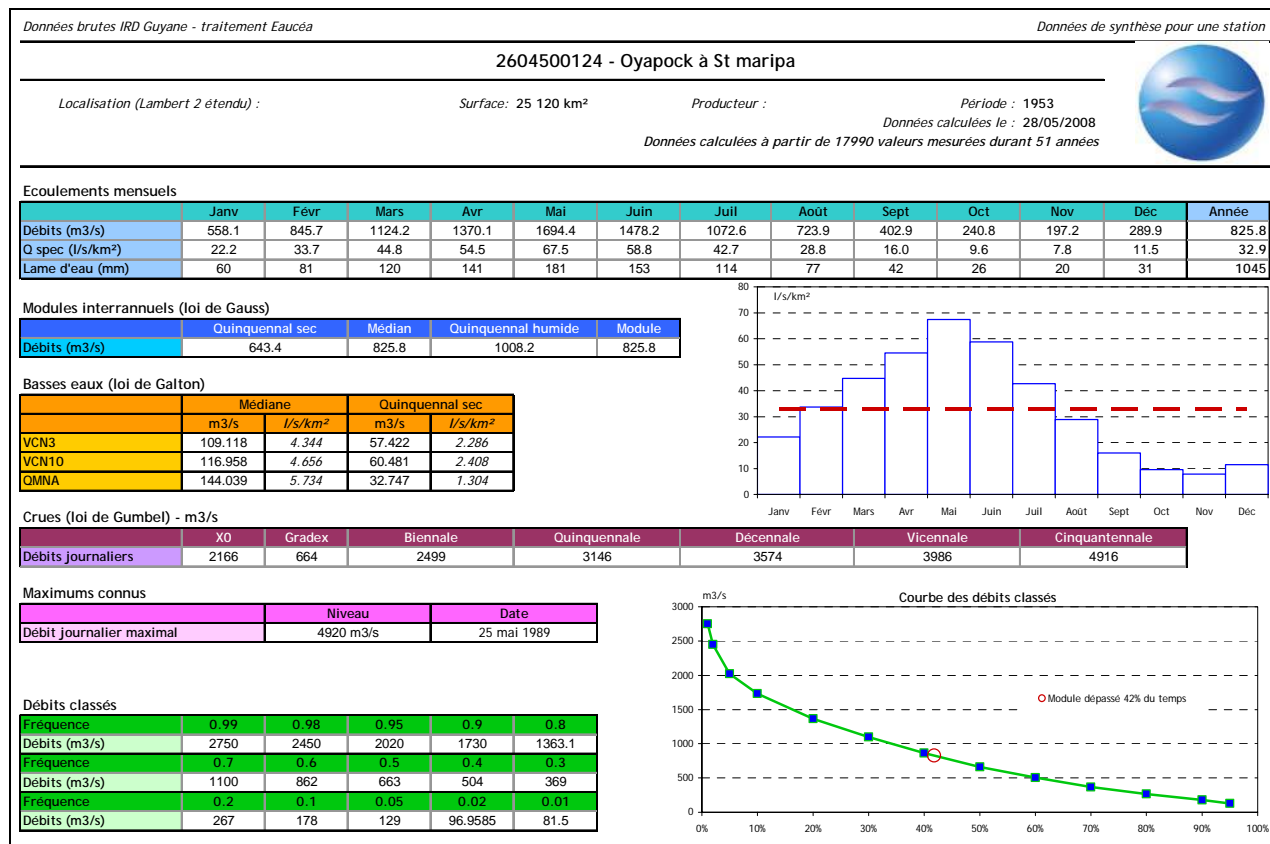 Données brutes IRD Guyane - traitement Eaucéa
Données de synthèse pour une station
2604500124 - Oyapock à St maripa
Localisation (Lambert 2 étendu) : Surface: 25 120 km² Producteur : Période : 1953
Données calculées le : 28/05/2008
Données calculées à partir de 17990 valeurs mesurées durant 51 années
Ecoulements mensuels
Janv Févr Mars Avr Mai Juin Juil Août Sept Oct Nov Déc Année
Débits (m3/s) 558.1 845.7 1124.2 1370.1 1694.4 1478.2 1072.6 723.9 402.9 240.8 197.2 289.9 825.8
Q spec (l/s/km²) 22.2 33.7 44.8 54.5 67.5 58.8 42.7 28.8 16.0 9.6 7.8 11.5 32.9
Lame d'eau (mm) 60 81 120 141 181 153 114 77 42 26 20 31 1045
Modules interrannuels (loi de Gauss)
Quinquennal sec Médian Quinquennal humide Module
Débits (m3/s) 643.4 825.8 1008.2 825.8
Basses eaux (loi de Galton)
Médiane Quinquennal sec
m3/s l/s/km² m3/s l/s/km²
VCN3 109.118 4.344 57.422 2.286
VCN10 116.958 4.656 60.481 2.408
QMNA 144.039 5.734 32.747 1.304
l/s/km²
80
70
60
50
40
30
20
10
0
Janv Févr Mars Avr Mai Juin Juil Août Sept Oct Nov Déc
Crues (loi de Gumbel) - m3/s
X0 Gradex Biennale Quinquennale Décennale Vicennale Cinquantennale
Débits journaliers 2166 664 2499 3146 3574 3986 4916
Maximums connus
Niveau Date
Débit journalier maximal 4920 m3/s 25 mai 1989
Débits classés
Fréquence 0.99 0.98 0.95 0.9 0.8
Débits (m3/s) 2750 2450 2020 1730 1363.1
Fréquence 0.7 0.6 0.5 0.4 0.3
Débits (m3/s) 1100 862 663 504 369
Fréquence 0.2 0.1 0.05 0.02 0.01
Débits (m3/s) 267 178 129 96.9585 81.5
m3/s
Courbe des débits classés
3000
2500
2000
1500
1000
500
0
Module dépassé 42% du temps
0% 10% 20% 30% 40% 50% 60% 70% 80% 90% 100%